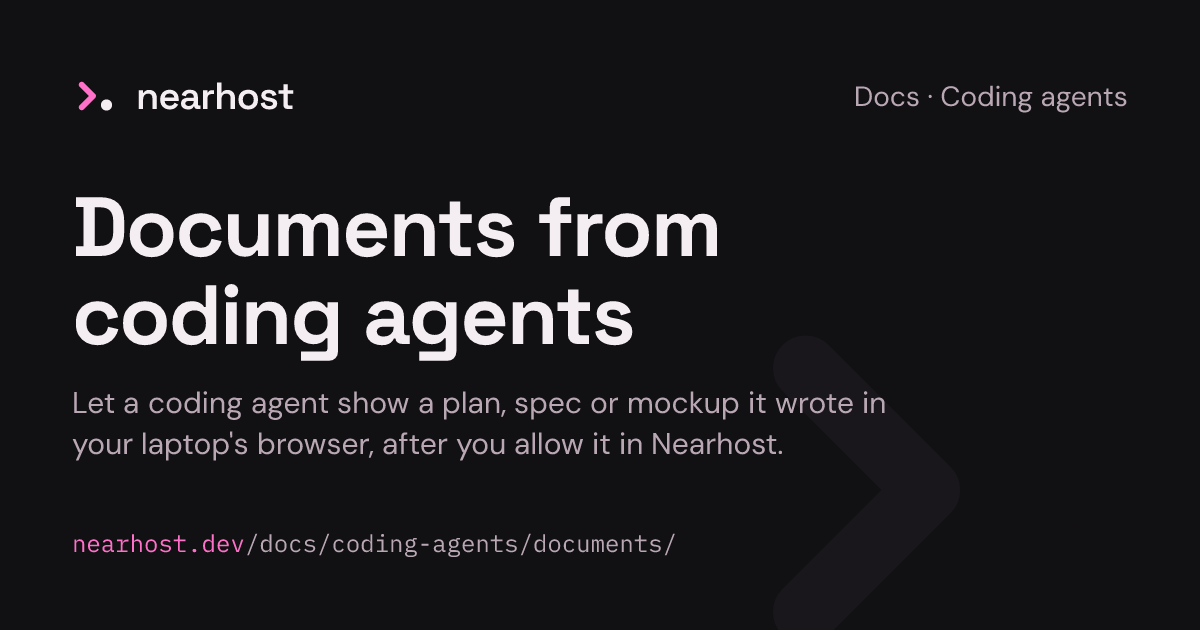 nearhost
Docs · Coding agents
Documents from
coding agents
Let a coding agent show a plan, spec or mockup it wrote in
your laptop's browser, after you allow it in Nearhost.
nearhost.dev/docs/coding-agents/documents/